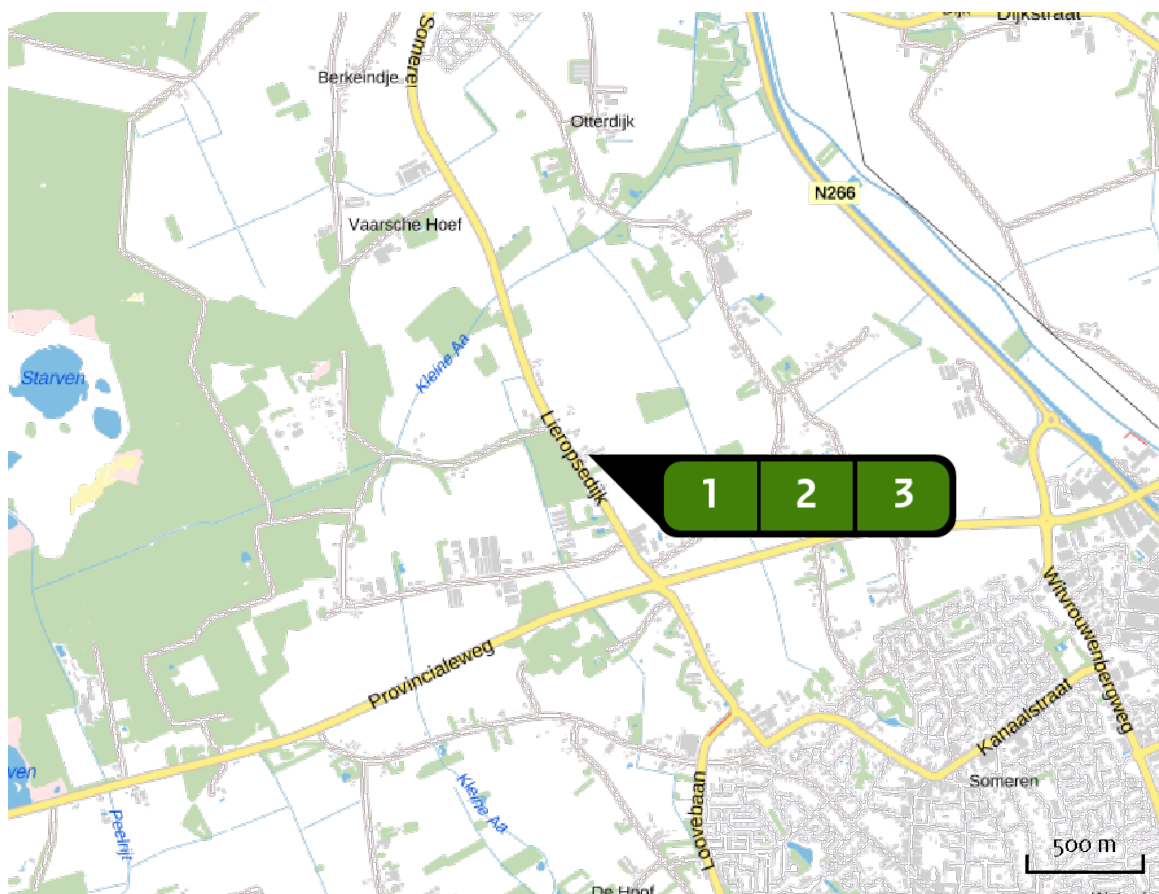 Dijkstraat
Somerei
Berkeindje
Otterdijk
N266
Vaarsche Hoef
Kleine Aa
Starven
Lieropsedijk
1 2 3
Witvrouwenbergweg
Provincialeweg
Kanaalstraat
ven
Someren
Kleine Aa
Peelrijt
Loovebaan
500 m
De Hoof